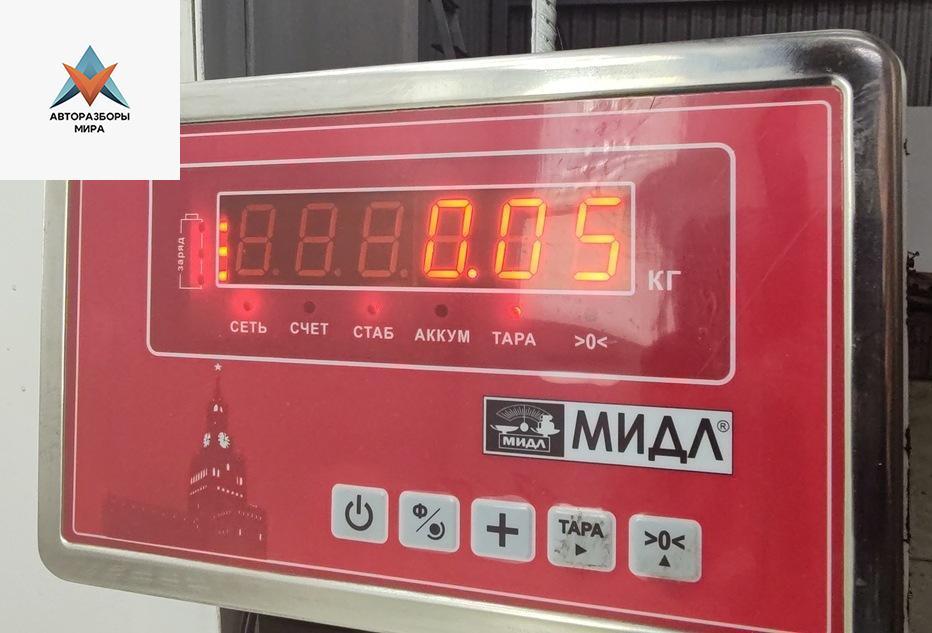 АВТОРАЗБОРЫ
МИРА
заряд
0.05
КГ
СЕТЬ СЧЕТ СТАБ АККУМ ТАРА >0<
МИДЛ
МИДЛ®
Ф
ТАРА
>0<